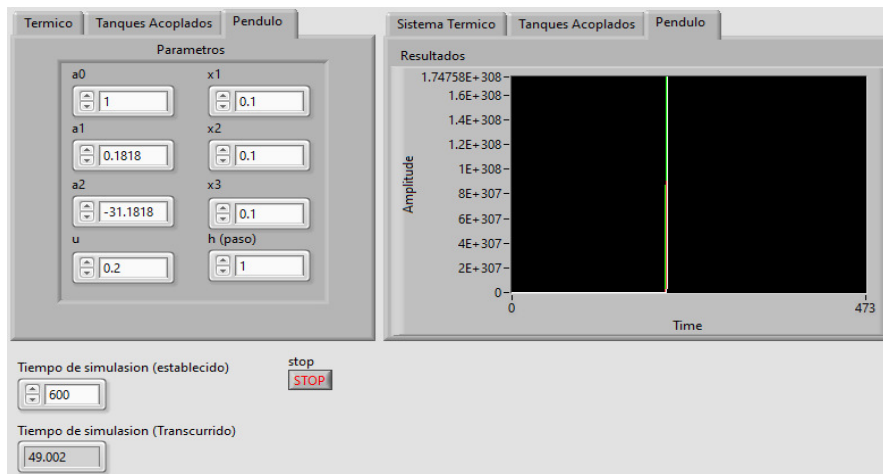 Termico Tanques Acoplados Pendulo
Parametros
a0 x1
1 0.1
a1 x2
0.1818 0.1
a2 x3
-31.1818 0.1
u h (paso)
0.2 1
Tiempo de simulasion (establecido)
600
stop
STOP
Tiempo de simulasion (Transcurrido)
49.002
Sistema Termico Tanques Acoplados Pendulo
Resultados
1.74758E+308
1.6E+308
1.4E+308
1.2E+308
1E+308
8E+307
6E+307
4E+307
2E+307
0
Amplitude
0 473
Time